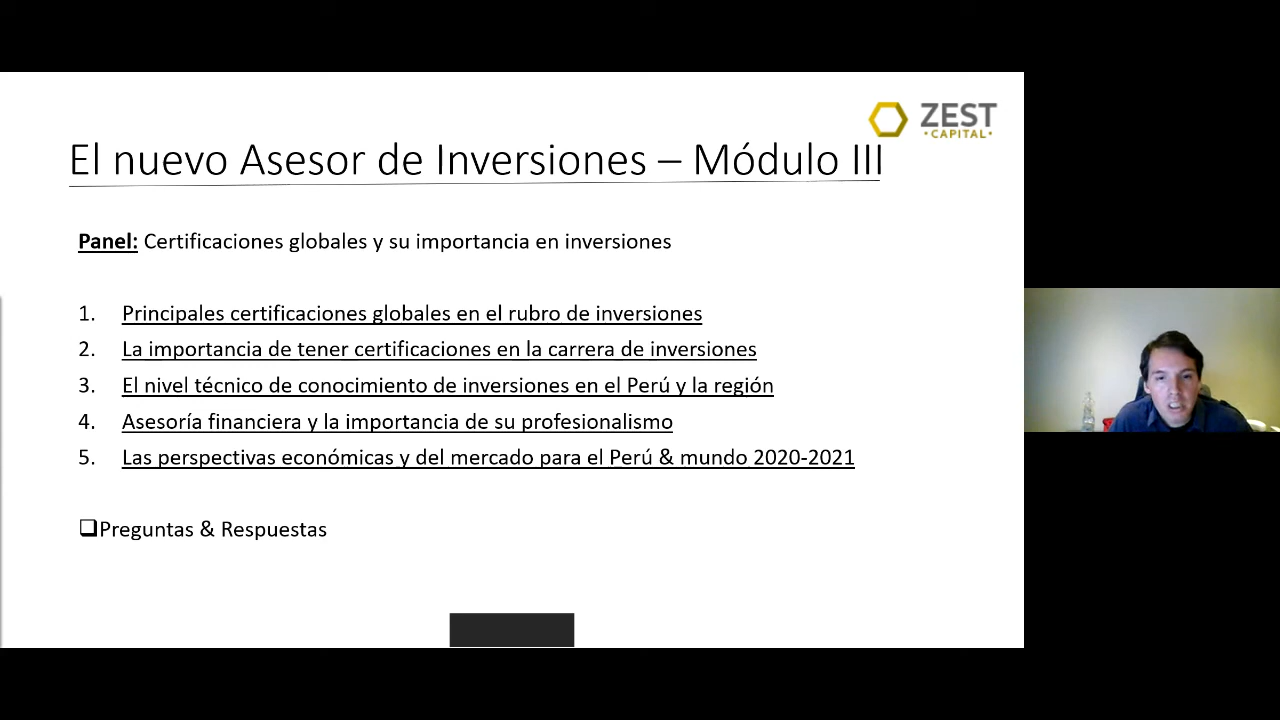 ZEST
•CAPITAL•
El nuevo Asesor de Inversiones – Módulo III
Panel: Certificaciones globales y su importancia en inversiones
1. Principales certificaciones globales en el rubro de inversiones
2. La importancia de tener certificaciones en la carrera de inversiones
3. El nivel técnico de conocimiento de inversiones en el Perú y la región
4. Asesoría financiera y la importancia de su profesionalismo
5. Las perspectivas económicas y del mercado para el Perú & mundo 2020-2021
❑Preguntas & Respuestas